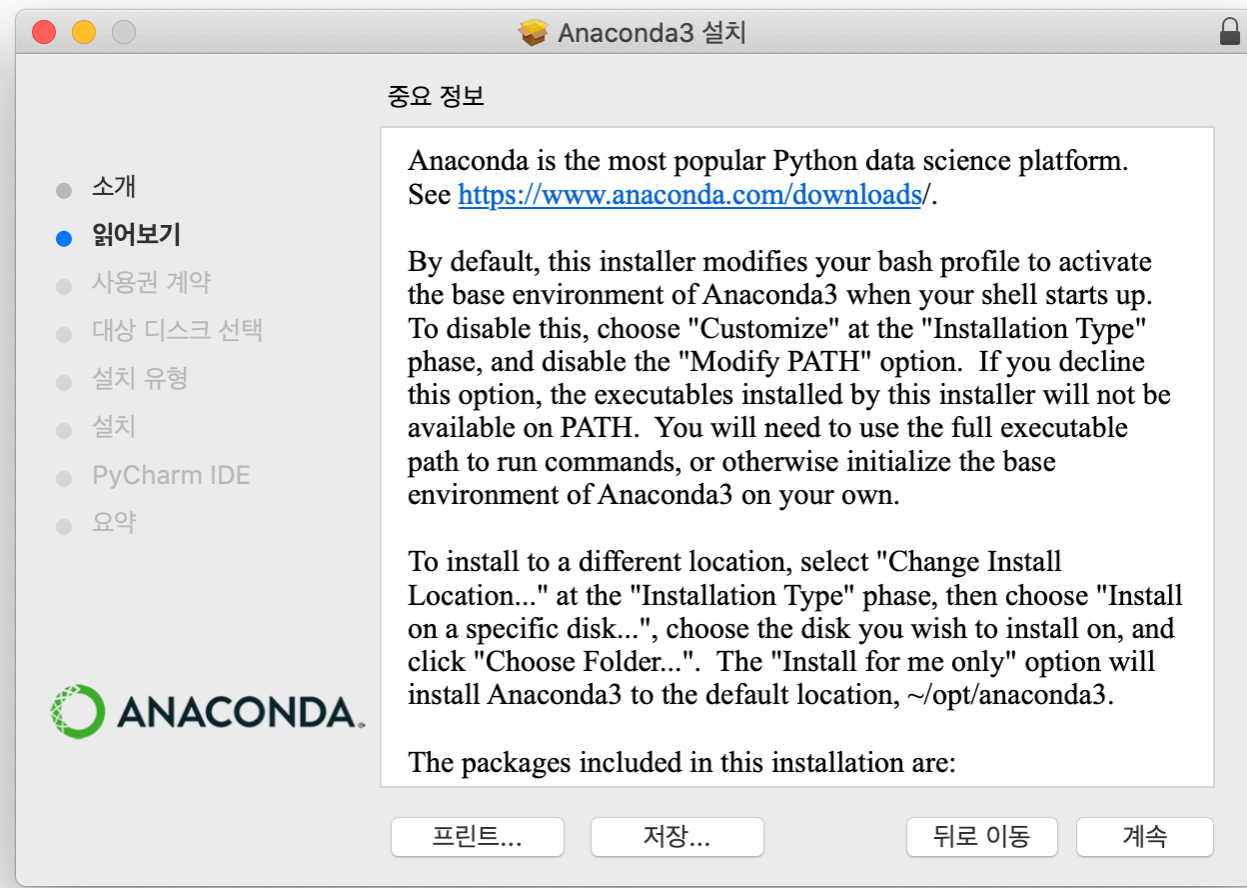 Anaconda3 설치
중요 정보
소개
읽어보기
사용권 계약
대상 디스크 선택
설치 유형
설치
PyCharm IDE
요약
ANACONDA.
Anaconda is the most popular Python data science platform.
See https://www.anaconda.com/downloads/.
By default, this installer modifies your bash profile to activate
the base environment of Anaconda3 when your shell starts up.
To disable this, choose "Customize" at the "Installation Type"
phase, and disable the "Modify PATH" option.  If you decline
this option, the executables installed by this installer will not be
available on PATH.  You will need to use the full executable
path to run commands, or otherwise initialize the base
environment of Anaconda3 on your own.
To install to a different location, select "Change Install
Location..." at the "Installation Type" phase, then choose "Install
on a specific disk...", choose the disk you wish to install on, and
click "Choose Folder...".  The "Install for me only" option will
install Anaconda3 to the default location, ~/opt/anaconda3.
The packages included in this installation are:
프린트...
저장...
뒤로 이동
계속